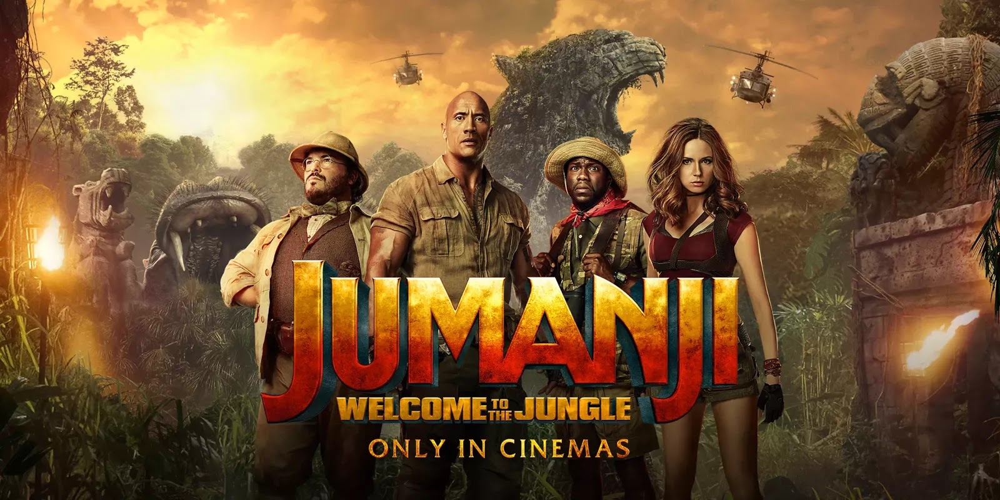 JUMANJI
WELCOME TO THE JUNGLE
ONLY IN CINEMAS